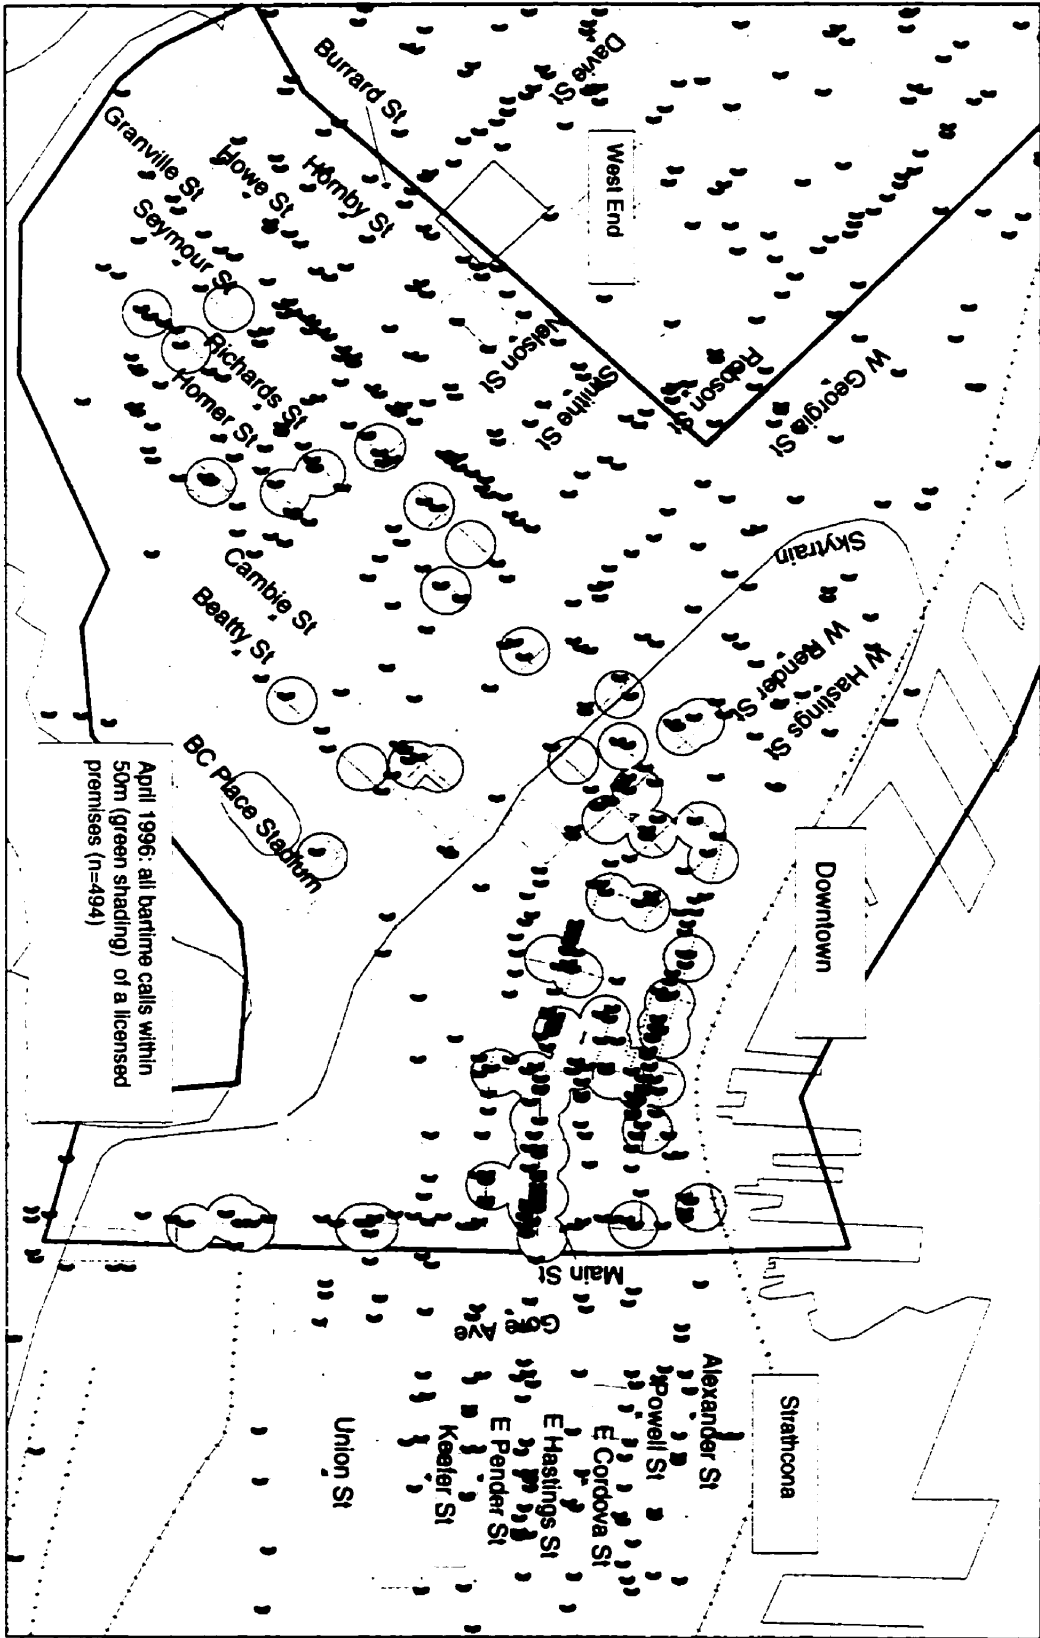 Davie St
Burrard St
West End
Hornby St
Howe St
Granville St
Seymour St
Nelson St
Smithe St
Robson St
W Georgia St
Richards St
Homer St
Skytrain
W Hastings St
W Pender St
Cambie St
Beatty St
BC Place Stadium
Downtown
April 1996: all bartime calls within
50m (green shading) of a licensed
premises (n=494)
Main St
Gore Ave
Strathcona
Alexander St
Powell St
E Cordova St
E Hastings St
E Pender St
Keefer St
Union St